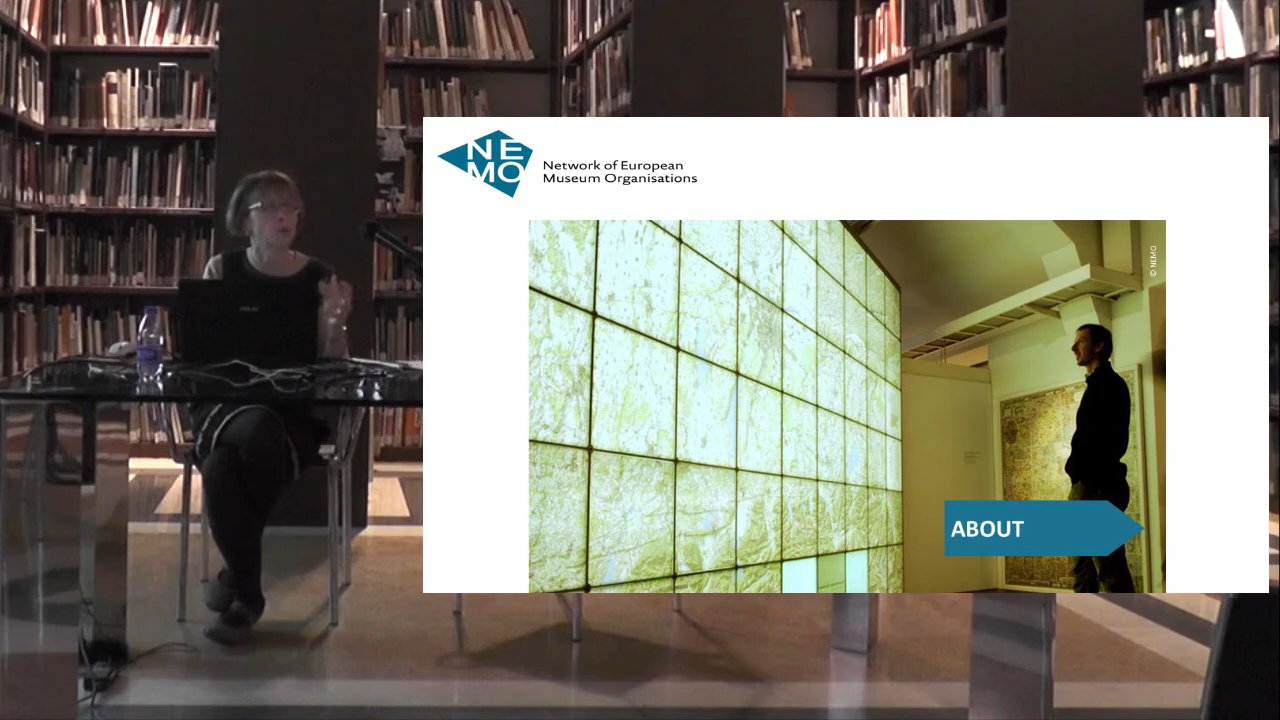 NE
MO
Network of European
Museum Organisations
© NEMO
ABOUT